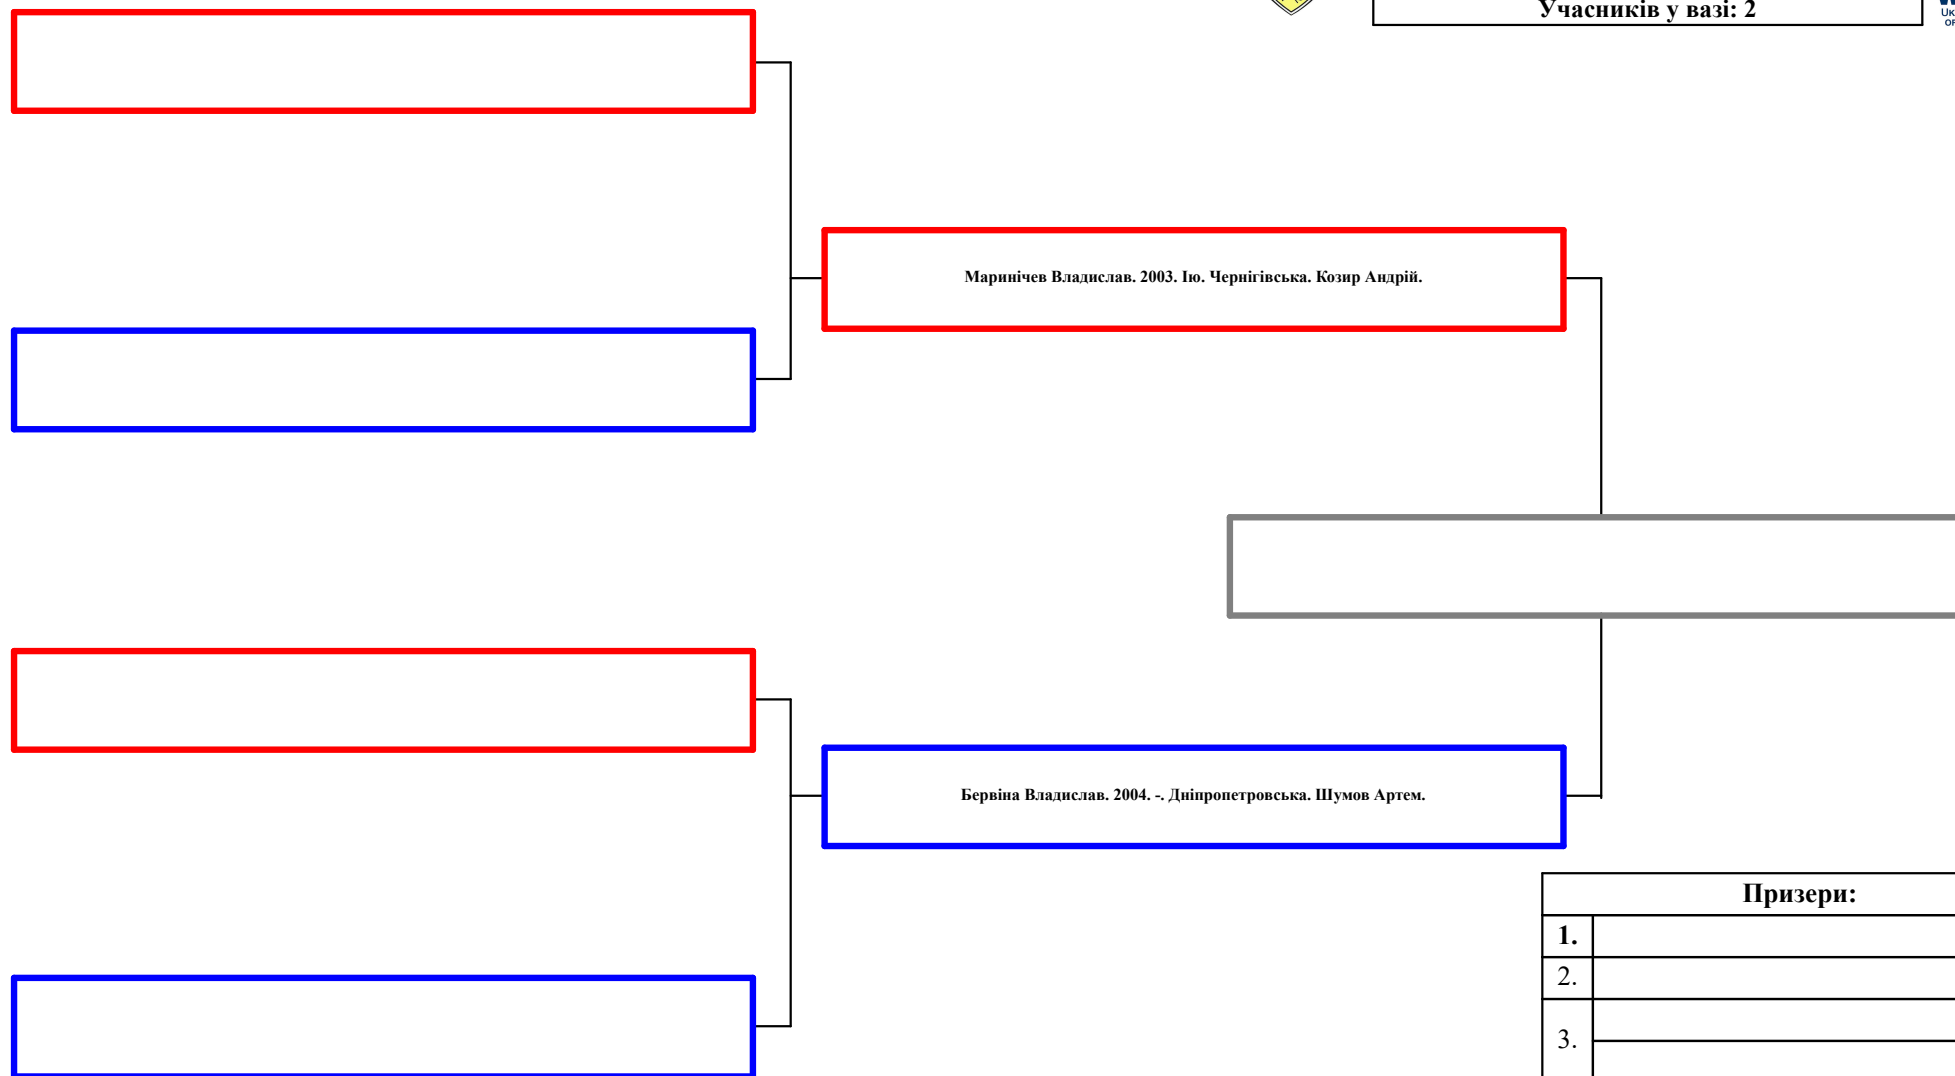 Учасників у вазі: 2
Маринічев Владислав. 2003. Ію. Чернігівська. Козир Андрій.
Бервіна Владислав. 2004. -. Дніпропетровська. Шумов Артем.
Призери:
1.
2.
3.